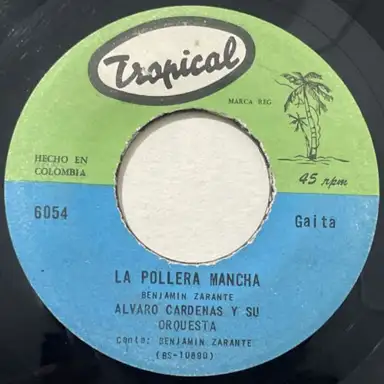 Tropical
MARCA REG
HECHO EN
COLOMBIA
45 rpm
6054
Gaita
LA POLLERA MANCHA
BENJAMIN ZARANTE
ALVARO CARDENAS Y SU
ORQUESTA
Canta: BENJAMIN ZARANTE
(BS-10890)